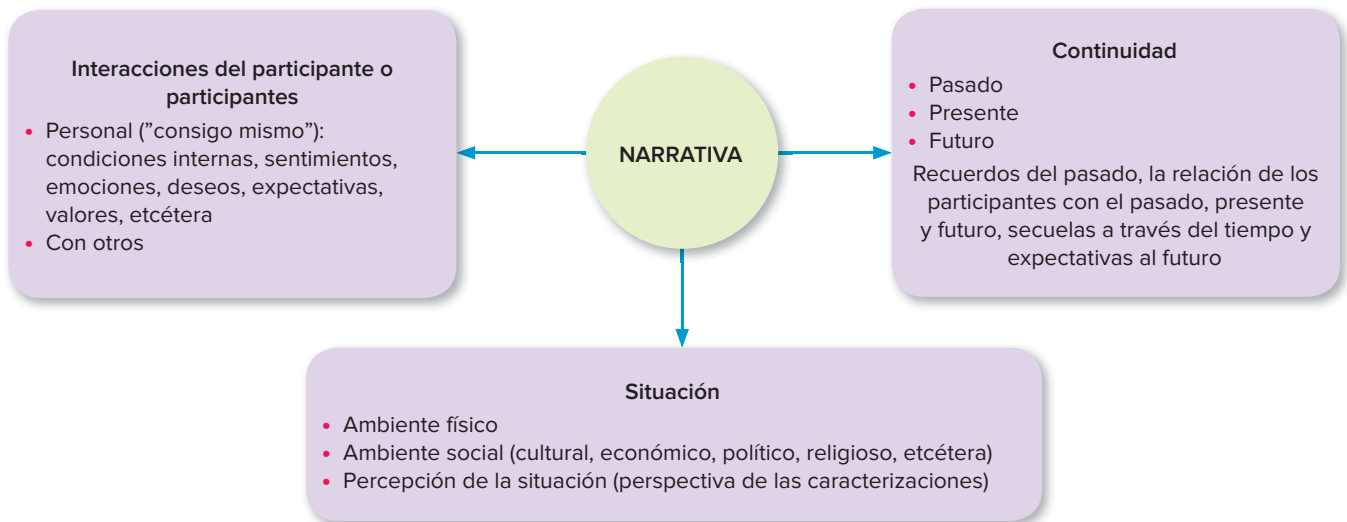 Interacciones del participante o
participantes
• Personal (”consigo mismo”):
condiciones internas, sentimientos,
emociones, deseos, expectativas,
valores, etcétera
• Con otros
NARRATIVA
Continuidad
• Pasado
• Presente
• Futuro
Recuerdos del pasado, la relación de los
participantes con el pasado, presente
y futuro, secuelas a través del tiempo y
expectativas al futuro
Situación
• Ambiente físico
• Ambiente social (cultural, económico, político, religioso, etcétera)
• Percepción de la situación (perspectiva de las caracterizaciones)